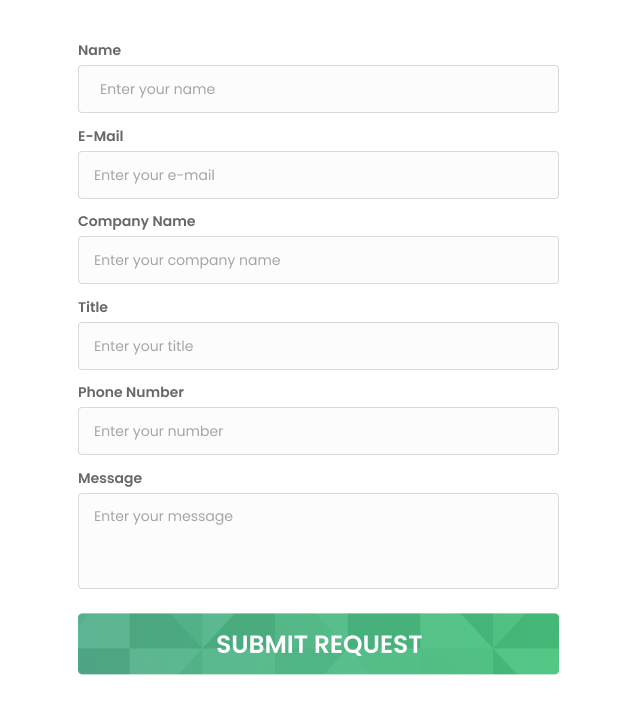 Name
Enter your name
E-Mail
Enter your e-mail
Company Name
Enter your company name
Title
Enter your title
Phone Number
Enter your number
Message
Enter your message
SUBMIT REQUEST